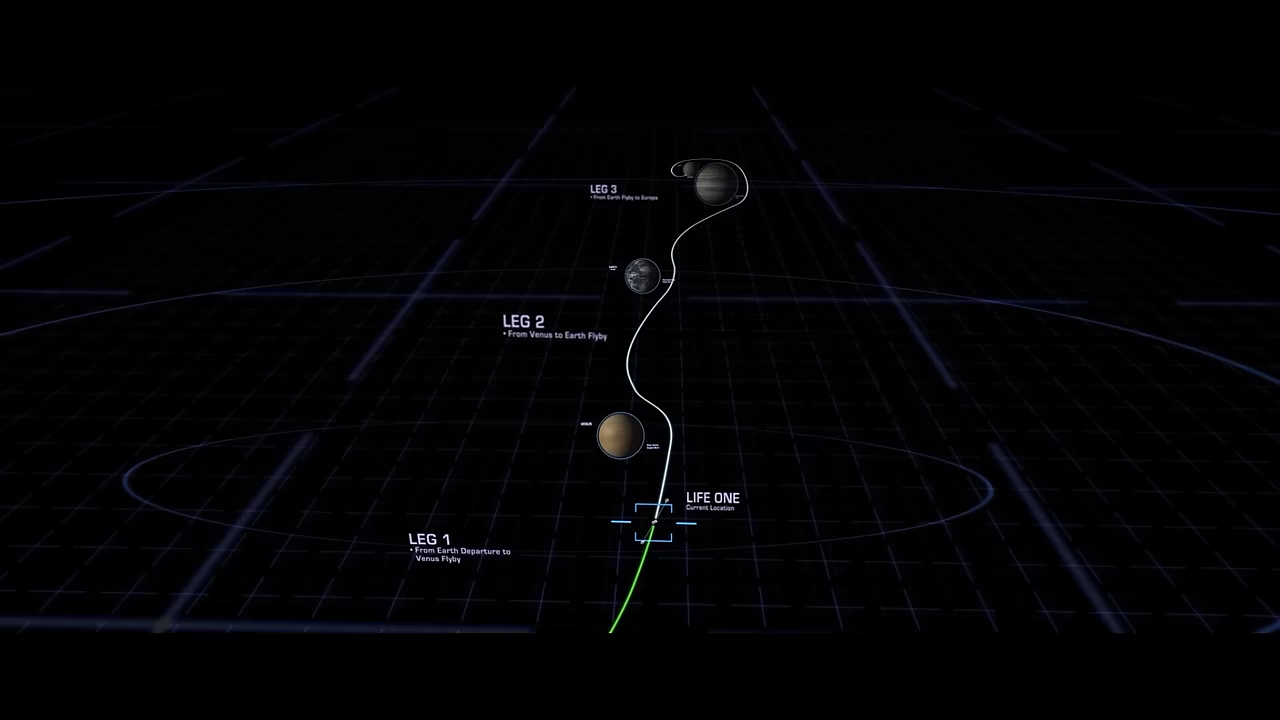 LEG 3
• From Earth Flyby to Europa
LEG 2
• From Venus to Earth Flyby
VENUS
LIFE ONE
Current Location
LEG 1
• From Earth Departure to
Venus Flyby